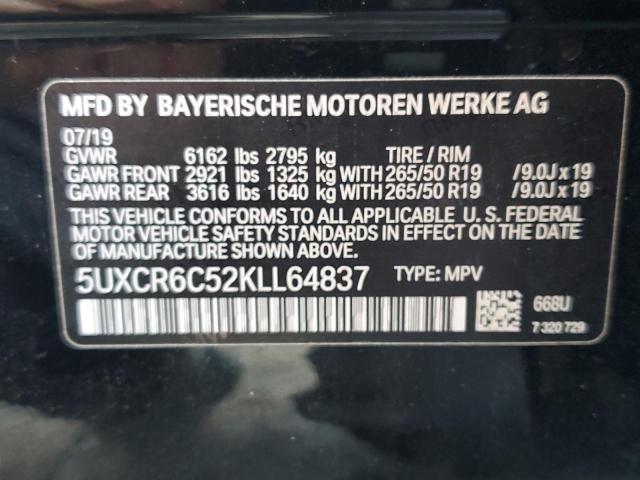 MFD BY BAYERISCHE MOTOREN WERKE AG
07/19
GVWR 6162 lbs 2795 kg TIRE / RIM
GAWR FRONT 2921 lbs 1325 kg WITH 265/50 R19 /9.0J x 19
GAWR REAR 3616 lbs 1640 kg WITH 265/50 R19 /9.0J x 19
THIS VEHICLE CONFORMS TO ALL APPLICABLE U. S. FEDERAL
MOTOR VEHICLE SAFETY STANDARDS IN EFFECT ON THE DATE
OF MANUFACTURE SHOWN ABOVE.
5UXCR6C52KLL64837 TYPE: MPV
668U
7 320 729